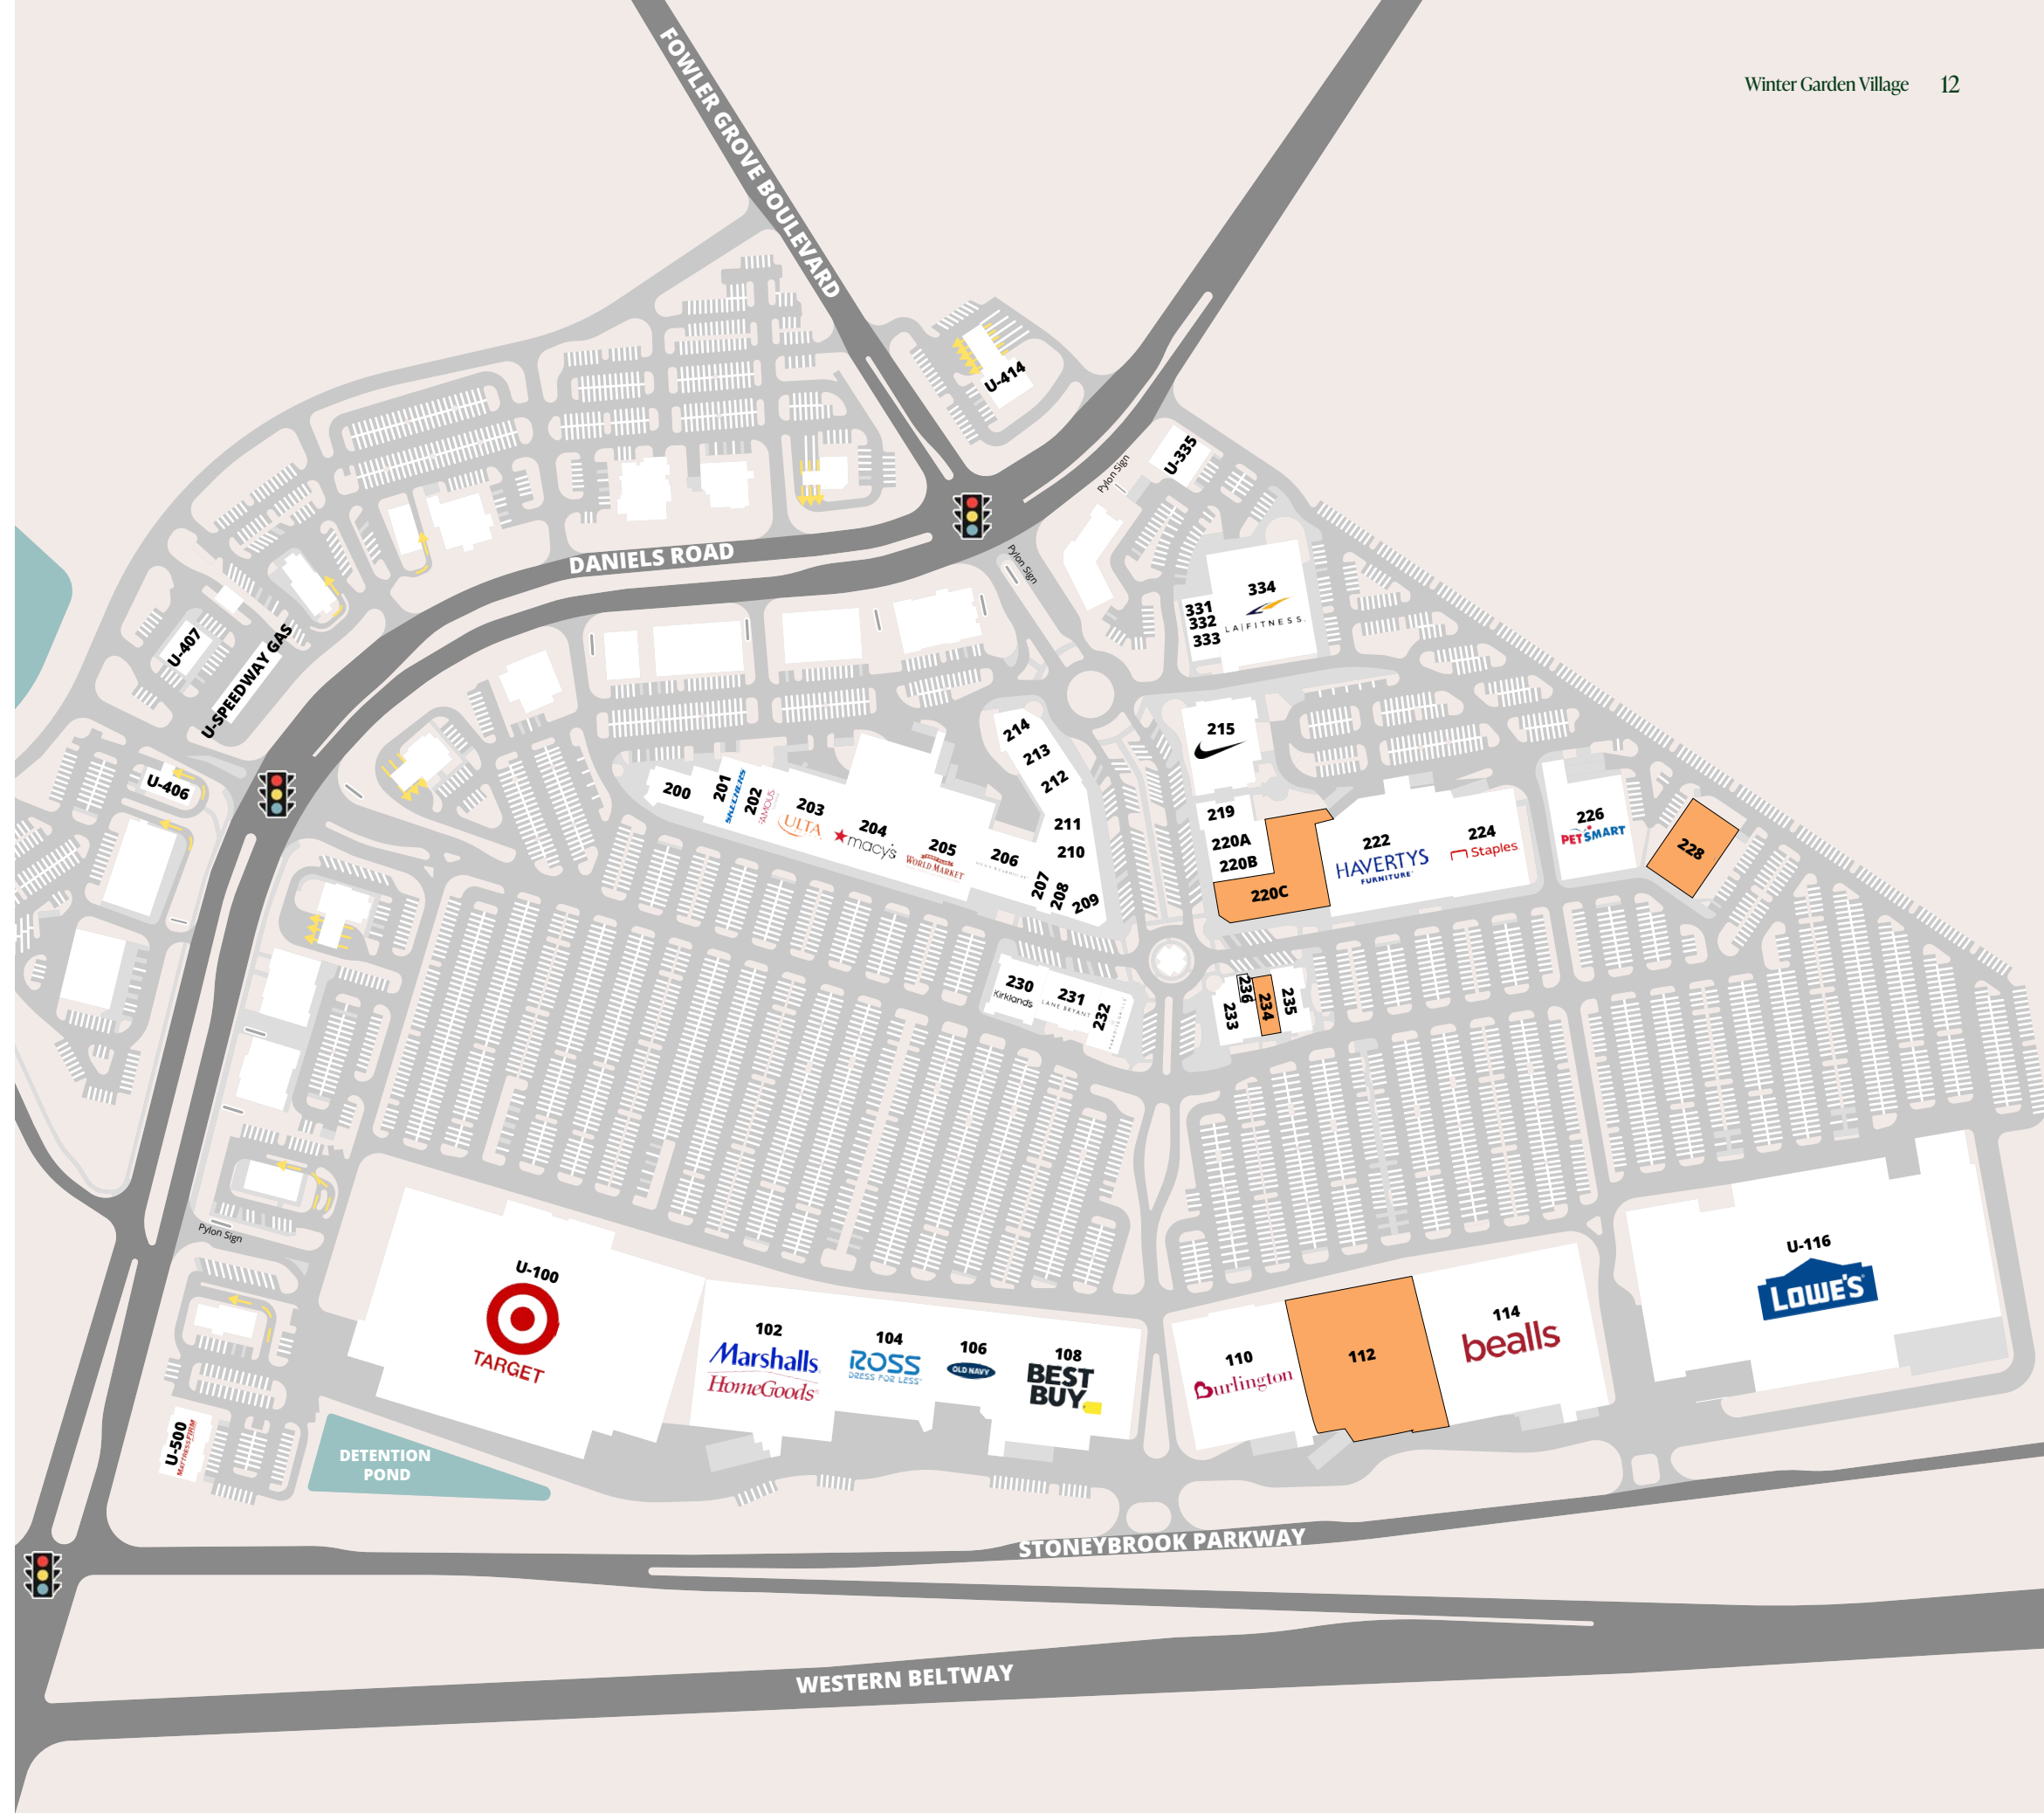 Winter Garden Village 12
FOWLER GROVE BOULEVARD
U-414
U-335
Pylon Sign
DANIELS ROAD
Pylon Sign
334
LA|FITNESS.
331
332
333
U-407
U-SPEEDWAY GAS
U-406
214
213
212
211
210
215
200
201
SKECHERS
202
FAMOUS
203
ULTA
204
macy's
205
WORLD MARKET
206
207
208
209
219
220A
220B
220C
222
HAVERTYS
FURNITURE
224
Staples
226
PETSMART
228
230
Kirklands
231
LANE BRYANT
232
233
236
234
235
Pylon Sign
U-100
TARGET
102
Marshalls
HomeGoods
104
ROSS
DRESS FOR LESS
106
OLD NAVY
108
BEST
BUY
110
Burlington
112
114
bealls
U-116
LOWE'S
U-500
MATTRESS FIRM
DETENTION
POND
STONEYBROOK PARKWAY
WESTERN BELTWAY